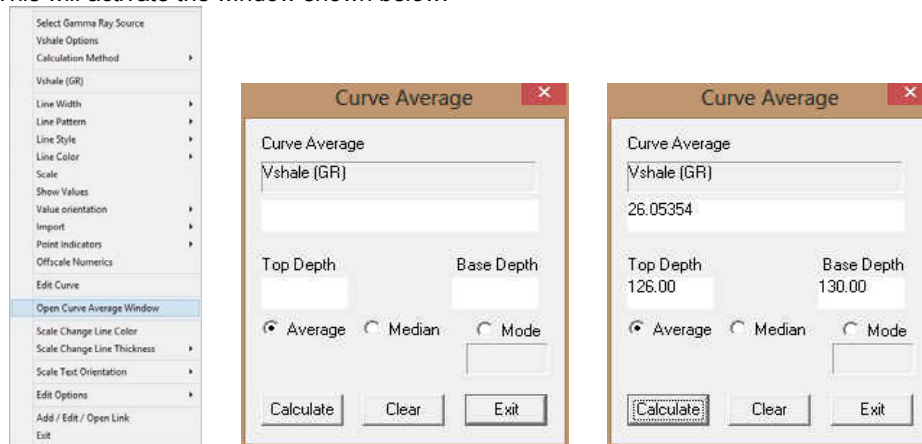 This will activate the window shown below.
Select Gamma Ray Source
Vshale Options
Calculation Method
Vshale (GR)
Line Width
Line Pattern
Line Style
Line Color
Scale
Show Values
Value orientation
Import
Point Indicators
Offscale Numerics
Edit Curve
Open Curve Average Window
Scale Change Line Color
Scale Change Line Thickness
Scale Text Orientation
Edit Options
Add / Edit / Open Link
Exit
Curve Average
Curve Average
Vshale (GR)
Top Depth Base Depth
Average Median Mode
Calculate Clear Exit
Curve Average
Curve Average
Vshale (GR)
26.05354
Top Depth Base Depth
126.00 130.00
Average Median Mode
Calculate Clear Exit